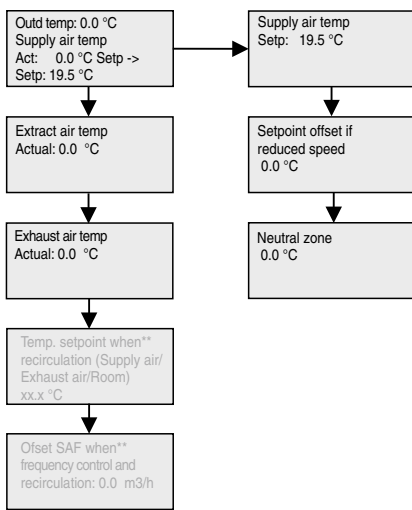 Outd temp: 0.0 °C
Supply air temp
Act: 0.0 °C Setp ->
Setp: 19.5 °C
Supply air temp
Setp: 19.5 °C
Extract air temp
Actual: 0.0 °C
Setpoint offset if
reduced speed
0.0 °C
Exhaust air temp
Actual: 0.0 °C
Neutral zone
0.0 °C
Temp. setpoint when**
recirculation (Supply air/
Exhaust air/Room)
xx.x °C
Ofset SAF when**
frequency control and
recirculation: 0.0 m3/h